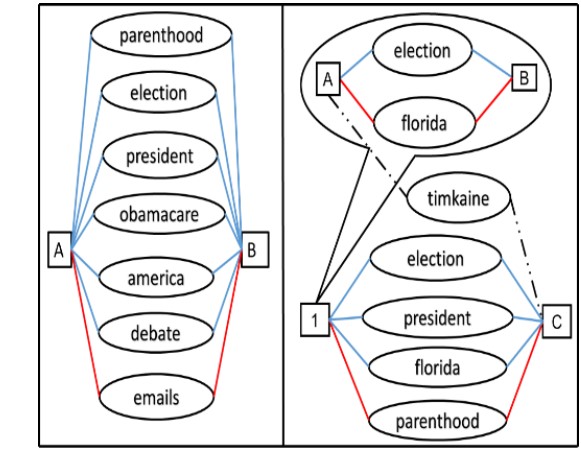 parenthood
election
president
obamacare
A
B
america
debate
emails
election
A
B
florida
timkaine
election
1
president
C
florida
parenthood